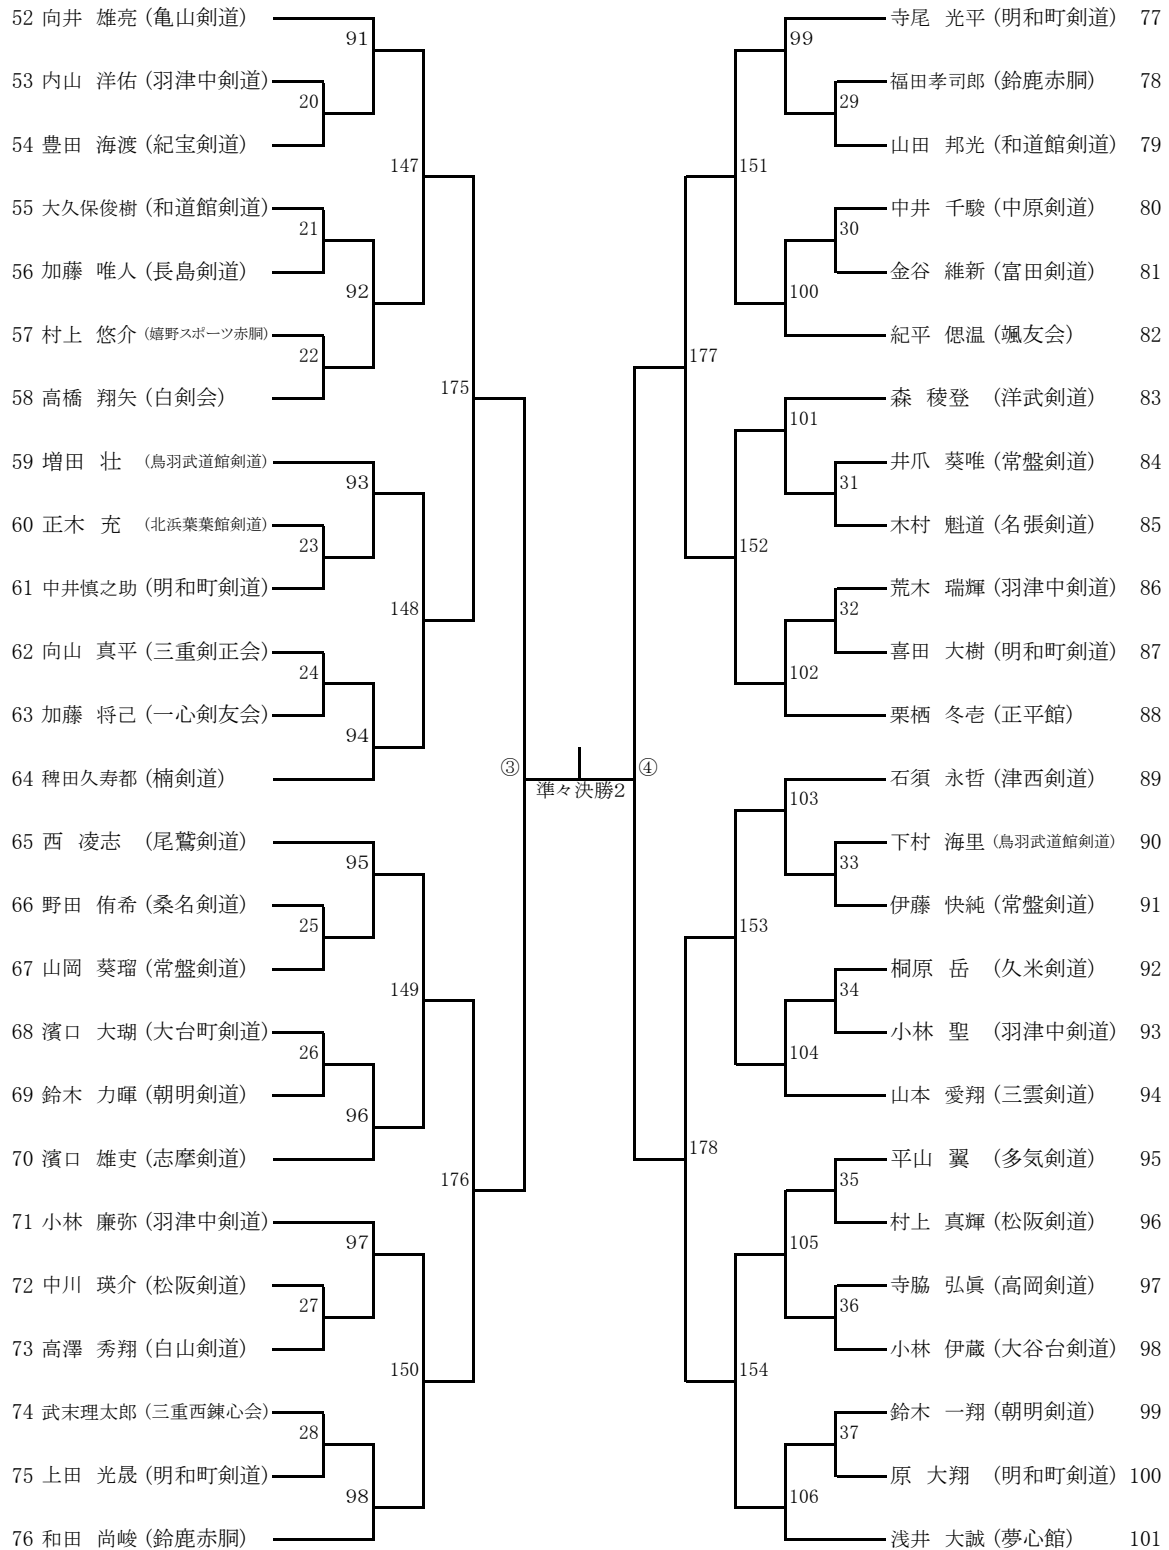 52 向井 雄亮 (亀山剣道)
91
53 内山 洋佑 (羽津中剣道)
20
54 豊田 海渡 (紀宝剣道)
147
55 大久保俊樹 (和道館剣道)
21
56 加藤 唯人 (長島剣道)
92
57 村上 悠介 (嬉野スポーツ赤胴)
22
58 高橋 翔矢 (白剣会)
175
59 増田 壮 (鳥羽武道館剣道)
93
60 正木 充 (北浜葉葉館剣道)
23
61 中井慎之助 (明和町剣道)
148
62 向山 真平 (三重剣正会)
24
63 加藤 将己 (一心剣友会)
94
64 稗田久寿都 (楠剣道)
③
準々決勝2
④
65 西 凌志 (尾鷲剣道)
95
66 野田 侑希 (桑名剣道)
25
67 山岡 葵瑠 (常盤剣道)
149
68 濱口 大瑚 (大台町剣道)
26
69 鈴木 力暉 (朝明剣道)
96
70 濱口 雄吏 (志摩剣道)
176
71 小林 廉弥 (羽津中剣道)
97
72 中川 瑛介 (松阪剣道)
27
73 高澤 秀翔 (白山剣道)
150
74 武末理太郎 (三重西錬心会)
28
75 上田 光晟 (明和町剣道)
98
76 和田 尚峻 (鈴鹿赤胴)
寺尾 光平 (明和町剣道) 77
99
福田孝司郎 (鈴鹿赤胴) 78
29
山田 邦光 (和道館剣道) 79
151
中井 千駿 (中原剣道) 80
30
金谷 維新 (富田剣道) 81
100
紀平 偲温 (颯友会) 82
177
森 稜登 (洋武剣道) 83
101
井爪 葵唯 (常盤剣道) 84
31
木村 魁道 (名張剣道) 85
152
荒木 瑞輝 (羽津中剣道) 86
32
喜田 大樹 (明和町剣道) 87
102
栗栖 冬壱 (正平館) 88
石須 永哲 (津西剣道) 89
103
下村 海里 (鳥羽武道館剣道) 90
33
伊藤 快純 (常盤剣道) 91
153
桐原 岳 (久米剣道) 92
34
小林 聖 (羽津中剣道) 93
104
山本 愛翔 (三雲剣道) 94
178
平山 翼 (多気剣道) 95
35
村上 真輝 (松阪剣道) 96
105
寺脇 弘眞 (高岡剣道) 97
36
小林 伊蔵 (大谷台剣道) 98
154
鈴木 一翔 (朝明剣道) 99
37
原 大翔 (明和町剣道) 100
106
浅井 大誠 (夢心館) 101